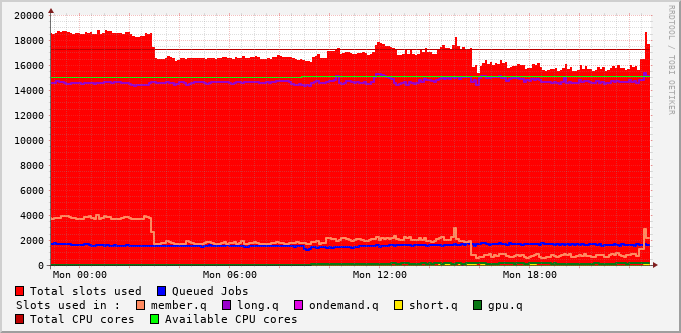 20000
18000
16000
14000
12000
10000
8000
6000
4000
2000
0
Mon 00:00 Mon 06:00 Mon 12:00 Mon 18:00
RRDTOOL / TOBI OETIKER
Total slots used Queued Jobs
Slots used in : member.q long.q ondemand.q short.q gpu.q
Total CPU cores Available CPU cores